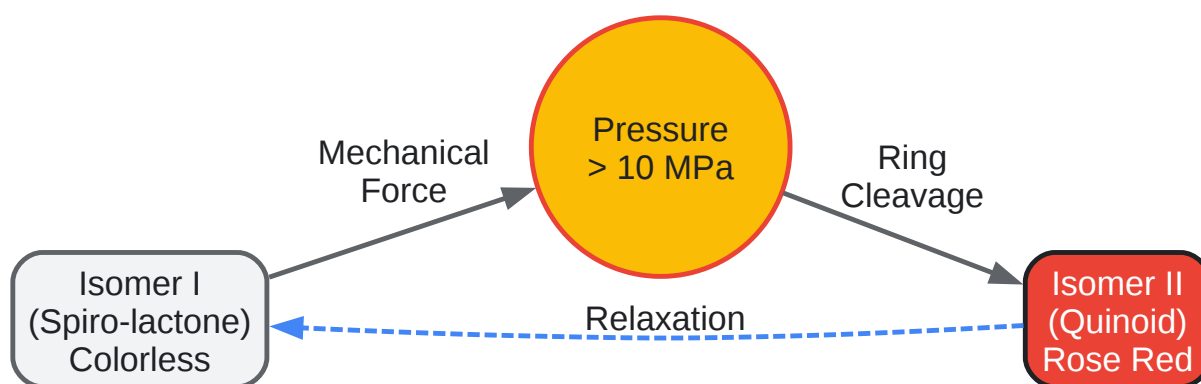 Mechanical
Force
Pressure
> 10 MPa
Ring
Cleavage
Isomer I
(Spiro-lactone)
Colorless
Relaxation
Isomer II
(Quinoid)
Rose Red